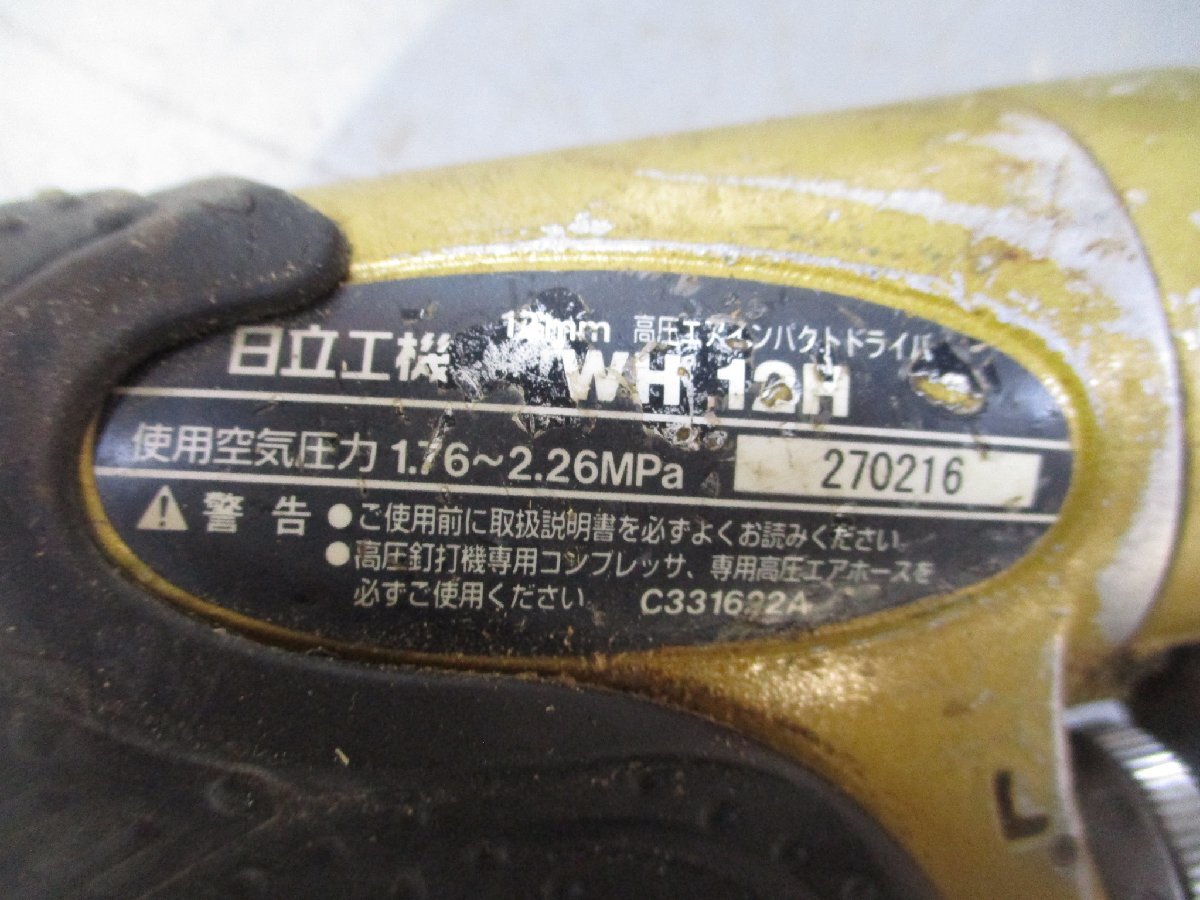 日立工機
高圧エアインパクトドライバ
WH 12H
使用空気圧力 1.76～2.26MPa
270216
警告 ●ご使用前に取扱説明書を必ずよくお読みください。
●高圧釘打機専用コンプレッサ、専用高圧エアホースを
必ずご使用ください。
L